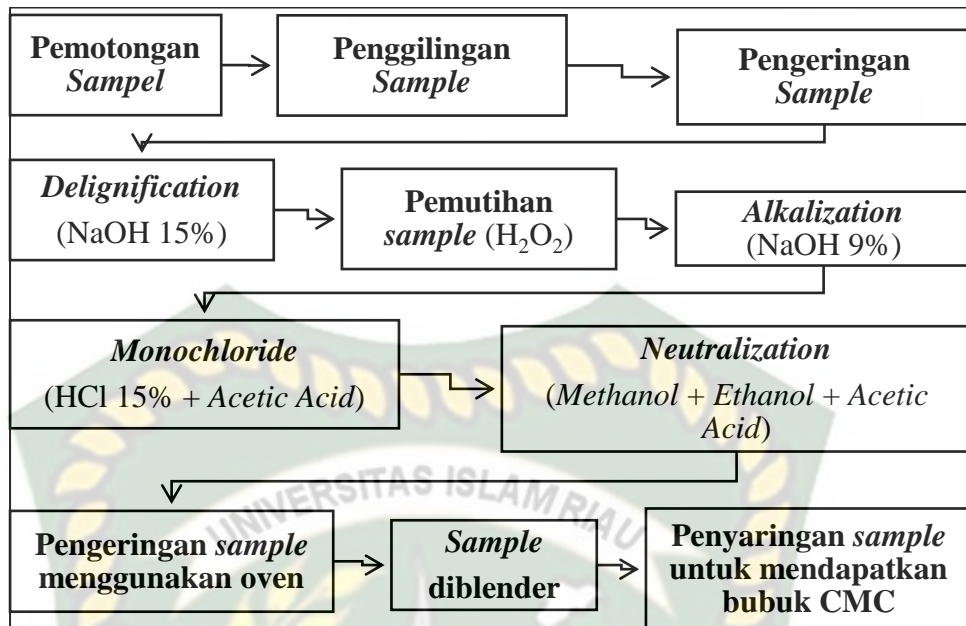 Pemotongan
Sampel
Penggilingan
Sample
Pengeringan
Sample
Delignification
(NaOH 15%)
Pemutihan
sample (H₂O₂)
Alkalization
(NaOH 9%)
Monochloride
(HCl 15% + Acetic Acid)
Neutralization
(Methanol + Ethanol + Acetic
Acid)
UNIVERSITAS ISLAM RIAU
Pengeringan sample
menggunakan oven
Sample
diblender
Penyaringan sample
untuk mendapatkan
bubuk CMC